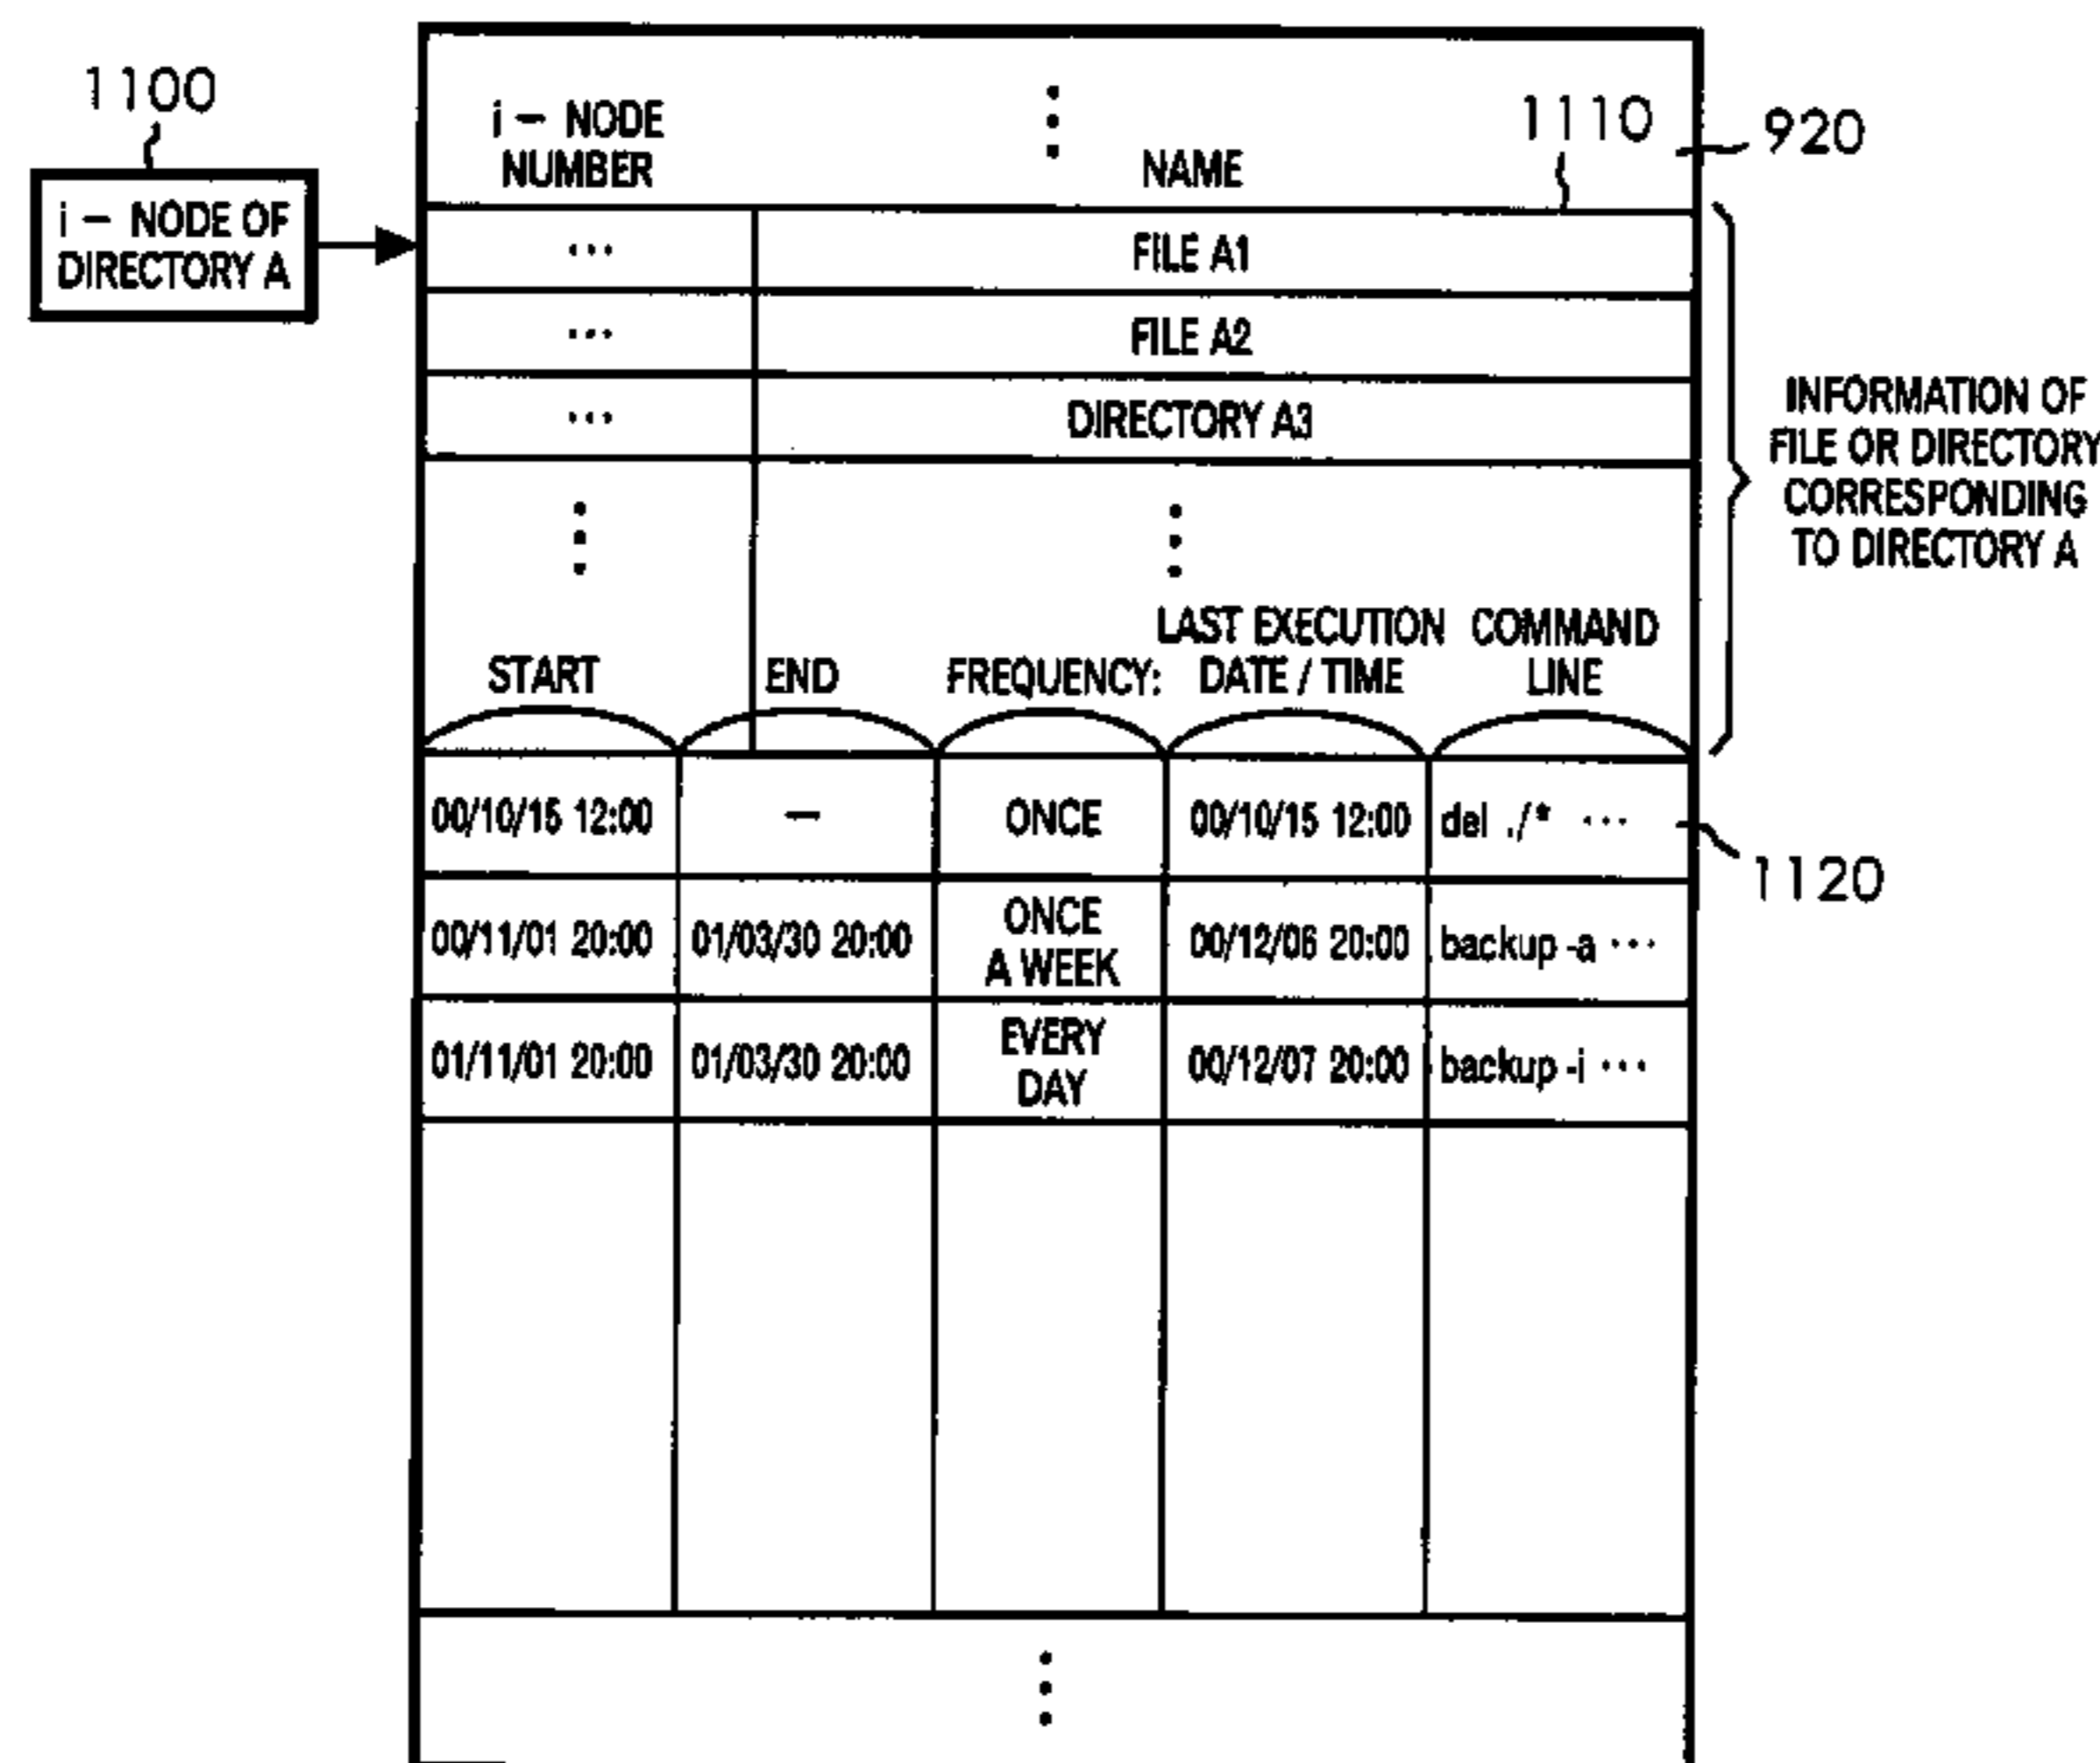 1100
i – NODE OF
DIRECTORY A
i – NODE
NUMBER
NAME
1110
920
... FILE A1
... FILE A2
... DIRECTORY A3
INFORMATION OF
FILE OR DIRECTORY
CORRESPONDING
TO DIRECTORY A
START END FREQUENCY: LAST EXECUTION DATE / TIME COMMAND LINE
00/10/15 12:00 — ONCE 00/10/15 12:00 del ./* ...
1120
00/11/01 20:00 01/03/30 20:00 ONCE A WEEK 00/12/06 20:00 backup -a ...
01/11/01 20:00 01/03/30 20:00 EVERY DAY 00/12/07 20:00 backup -i ...